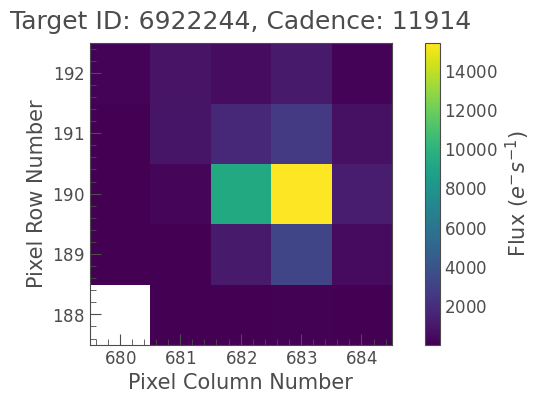 Target ID: 6922244, Cadence: 11914
192
191
190
189
188
680 681 682 683 684
Pixel Column Number
Pixel Row Number
14000
12000
10000
8000
6000
4000
2000
Flux (e⁻s⁻¹)